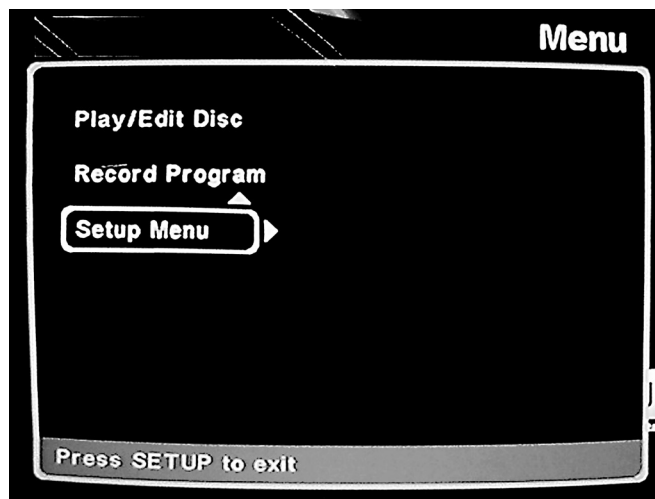 Menu
Play/Edit Disc
Record Program
Setup Menu
Press SETUP to exit